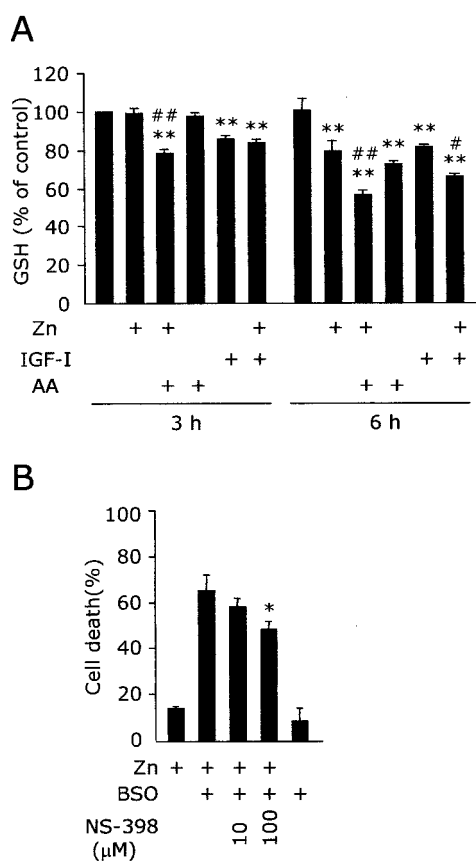 A
GSH (% of control)
120
100
80
60
40
20
0
## ** ** ** ** ## ** ** ** # **
Zn + + + + + +
IGF-I + + + +
AA + + + +
3 h 6 h
B
Cell death(%)
100
80
60
40
20
0
*
Zn + + + +
BSO + + + +
NS-398 (μM) 10 100